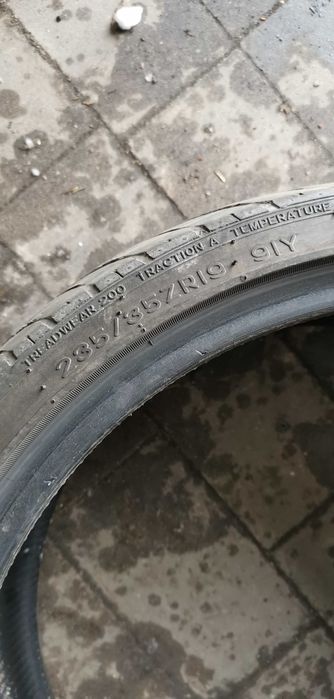 TREADWEAR 200 TRACTION A TEMPERATURE
235/35ZR19 91Y